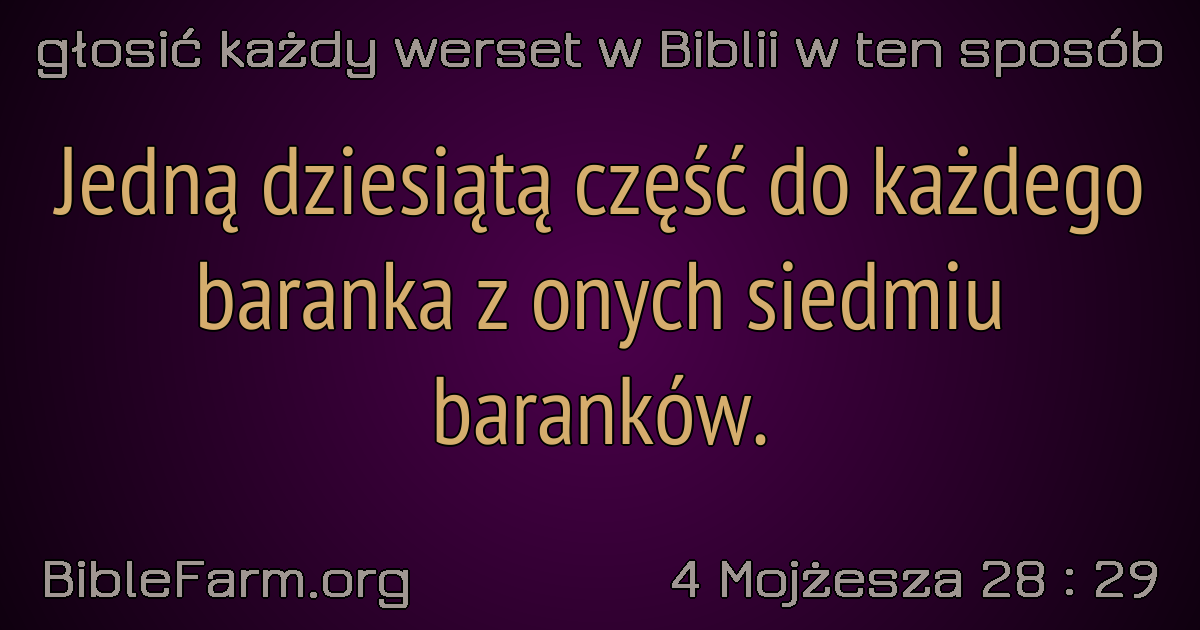 głosić każdy werset w Biblii w ten sposób
Jedną dziesiątą część do każdego
baranka z onych siedmiu
baranków.
BibleFarm.org
4 Mojżesza 28 : 29